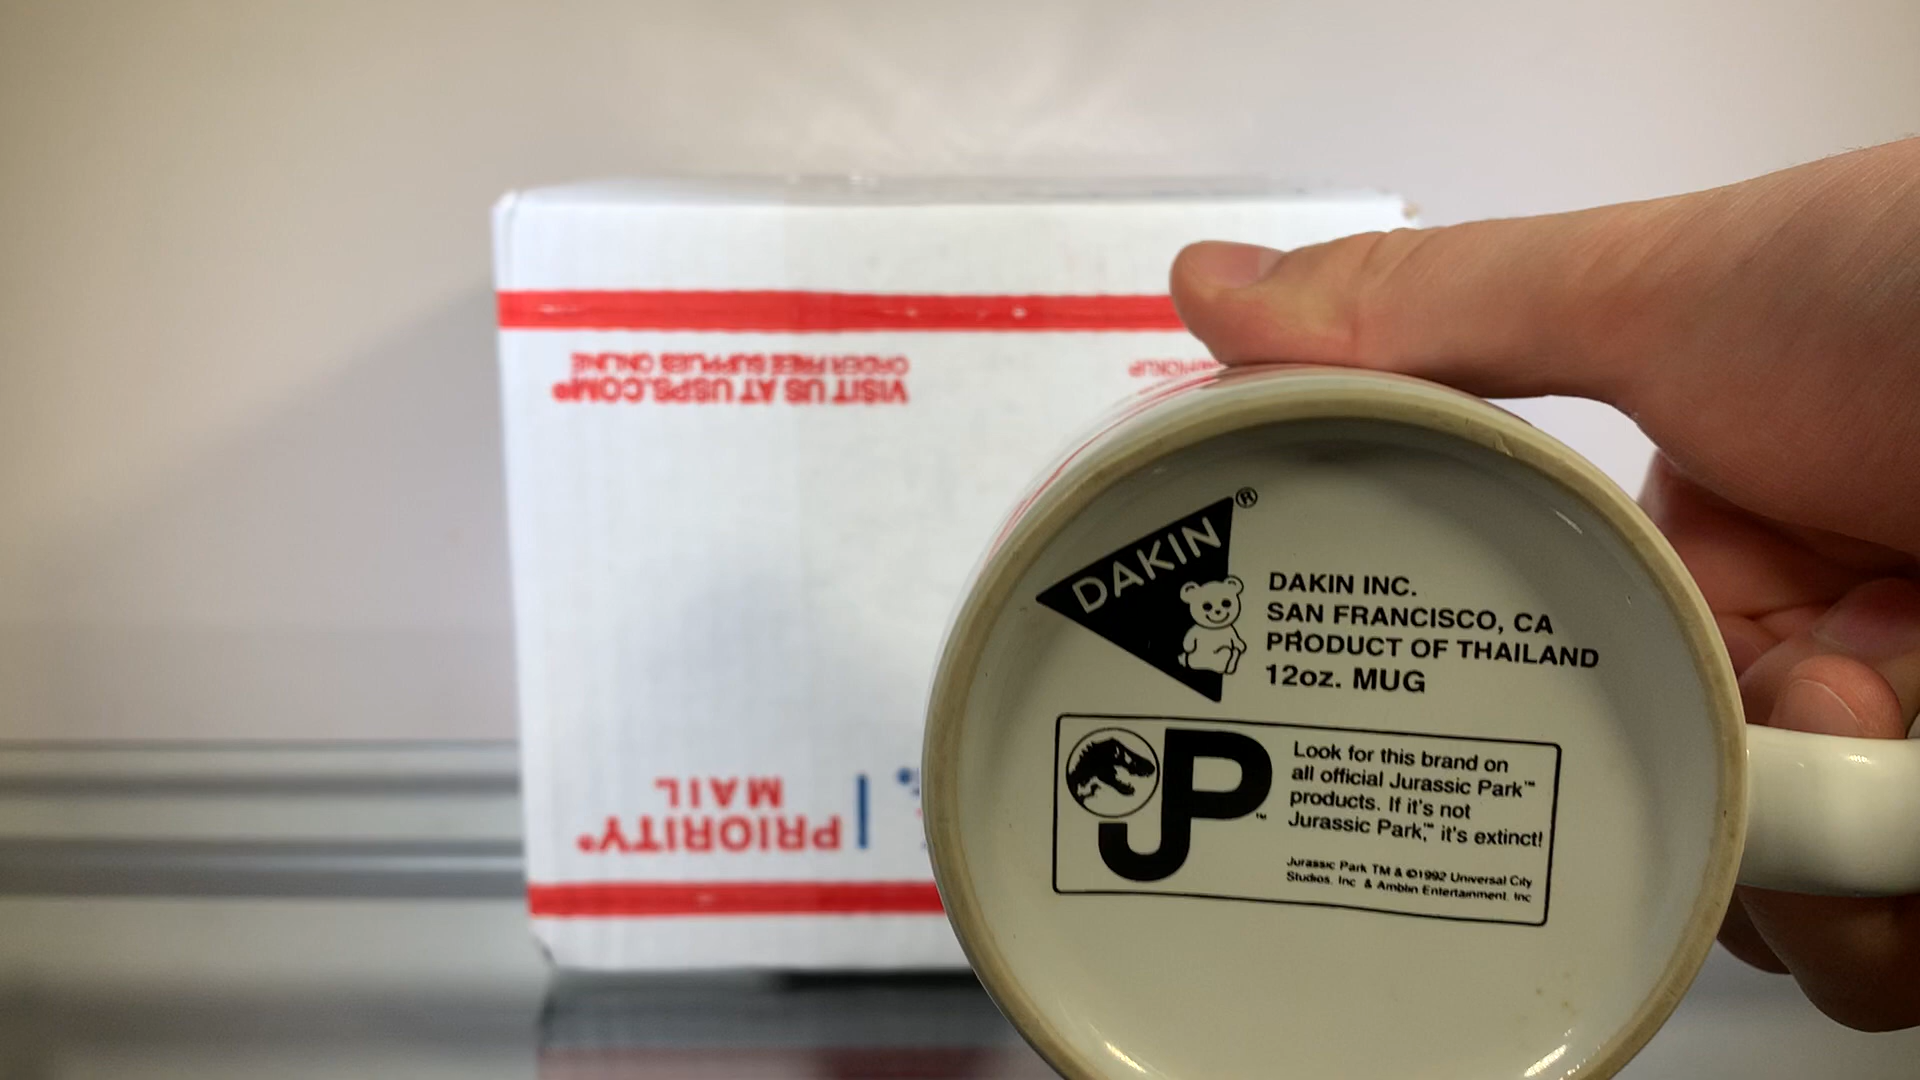 VISIT US AT USPS.COM®
ORDER FREE SUPPLIES ONLINE
PICKUP
PRIORITY®
MAIL
DAKIN®
DAKIN INC.
SAN FRANCISCO, CA
PRODUCT OF THAILAND
12oz. MUG
JP™
Look for this brand on
all official Jurassic Park™
products. If it's not
Jurassic Park,™ it's extinct!
Jurassic Park TM & ©1992 Universal City
Studios, Inc & Amblin Entertainment, Inc